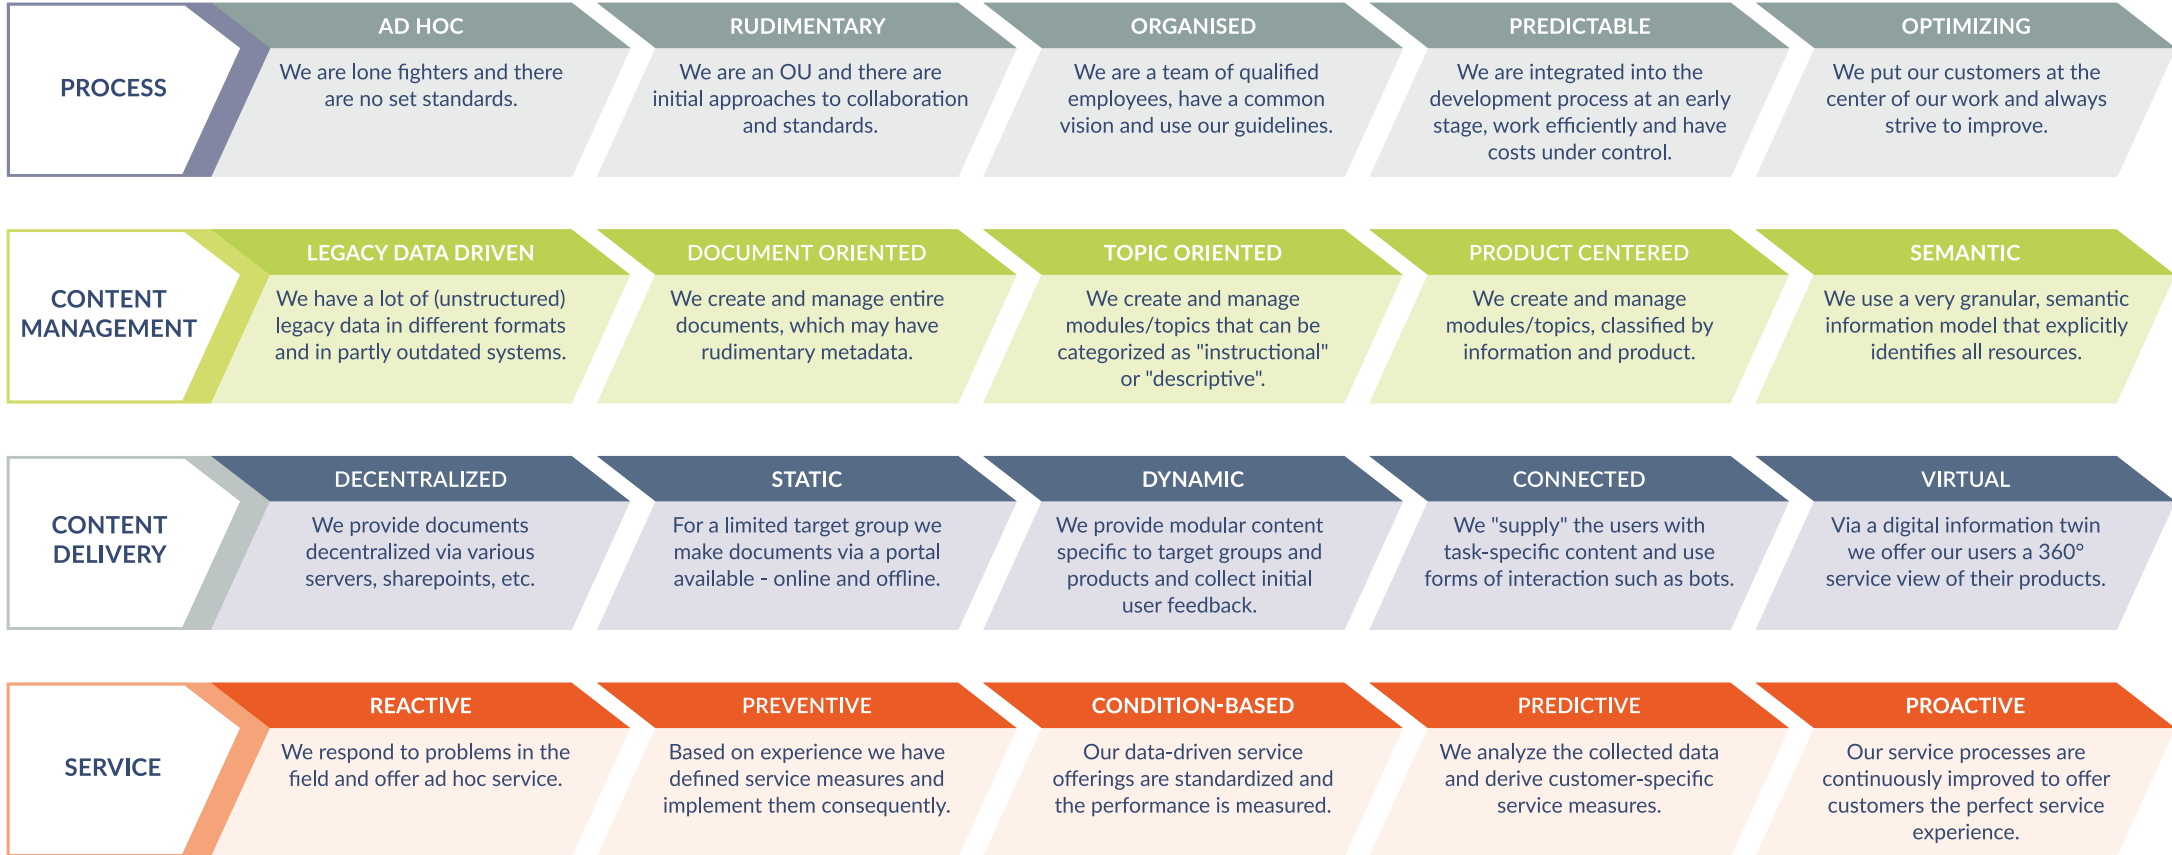 PROCESS
AD HOC
We are lone fighters and there
are no set standards.
RUDIMENTARY
We are an OU and there are
initial approaches to collaboration
and standards.
ORGANISED
We are a team of qualified
employees, have a common
vision and use our guidelines.
PREDICTABLE
We are integrated into the
development process at an early
stage, work efficiently and have
costs under control.
OPTIMIZING
We put our customers at the
center of our work and always
strive to improve.
CONTENT
MANAGEMENT
LEGACY DATA DRIVEN
We have a lot of (unstructured)
legacy data in different formats
and in partly outdated systems.
DOCUMENT ORIENTED
We create and manage entire
documents, which may have
rudimentary metadata.
TOPIC ORIENTED
We create and manage
modules/topics that can be
categorized as "instructional"
or "descriptive".
PRODUCT CENTERED
We create and manage
modules/topics, classified by
information and product.
SEMANTIC
We use a very granular, semantic
information model that explicitly
identifies all resources.
CONTENT
DELIVERY
DECENTRALIZED
We provide documents
decentralized via various
servers, sharepoints, etc.
STATIC
For a limited target group we
make documents via a portal
available - online and offline.
DYNAMIC
We provide modular content
specific to target groups and
products and collect initial
user feedback.
CONNECTED
We "supply" the users with
task-specific content and use
forms of interaction such as bots.
VIRTUAL
Via a digital information twin
we offer our users a 360°
service view of their products.
SERVICE
REACTIVE
We respond to problems in the
field and offer ad hoc service.
PREVENTIVE
Based on experience we have
defined service measures and
implement them consequently.
CONDITION-BASED
Our data-driven service
offerings are standardized and
the performance is measured.
PREDICTIVE
We analyze the collected data
and derive customer-specific
service measures.
PROACTIVE
Our service processes are
continuously improved to offer
customers the perfect service
experience.